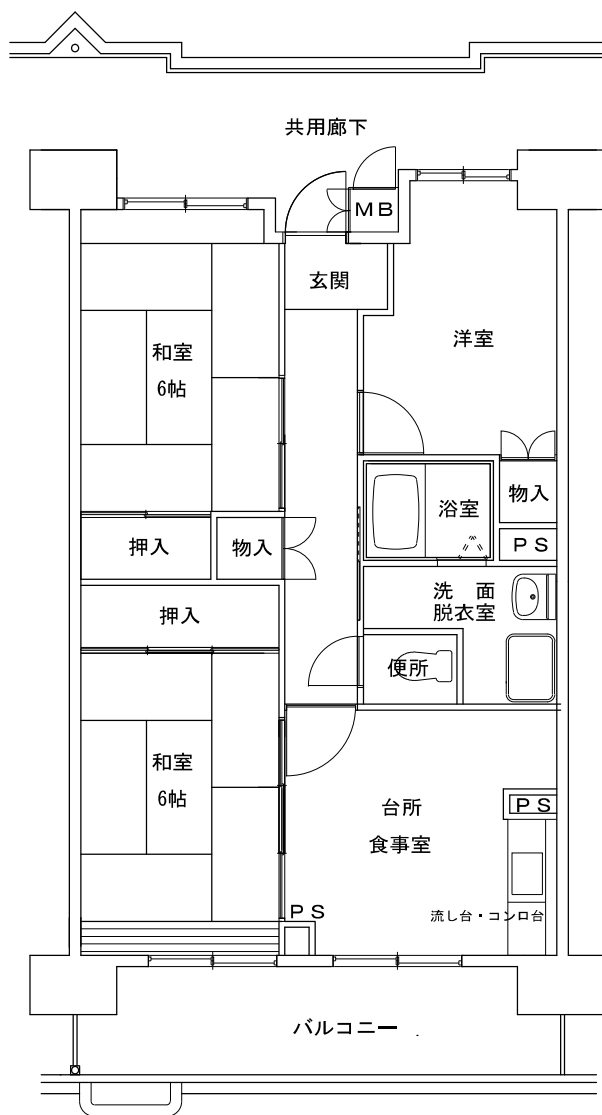 共用廊下
MB
玄関
洋室
和室
6帖
浴室
物入
押入
物入
PS
押入
洗 面
脱衣室
便所
和室
6帖
台所
食事室
PS
PS
流し台・コンロ台
バルコニー